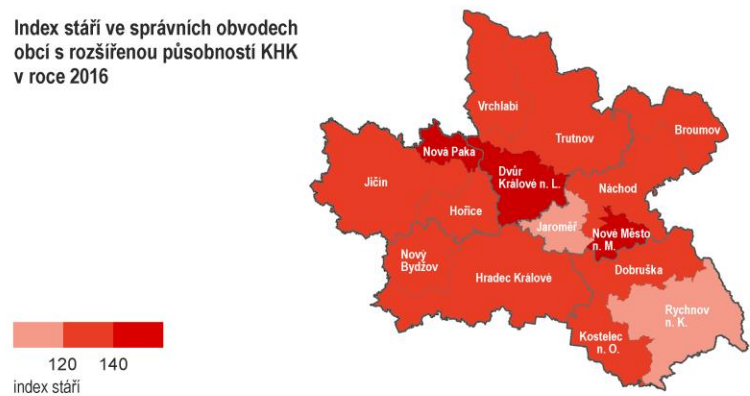 Index stáří ve správních obvodech
obcí s rozšířenou působností KHK
v roce 2016
Vrchlabí
Trutnov
Broumov
Nová Paka
Dvůr
Králové n. L.
Jičín
Náchod
Hořice
Jaroměř
Nové Město
n. M.
Nový
Bydžov
Hradec Králové
Dobruška
Rychnov
n. K.
Kostelec
n. O.
120 140
index stáří